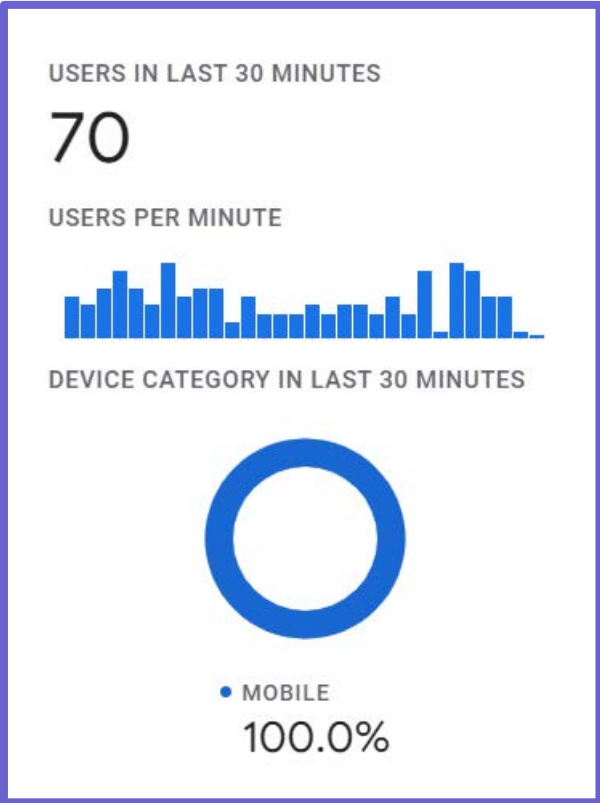 USERS IN LAST 30 MINUTES
70
USERS PER MINUTE
DEVICE CATEGORY IN LAST 30 MINUTES
MOBILE
100.0%